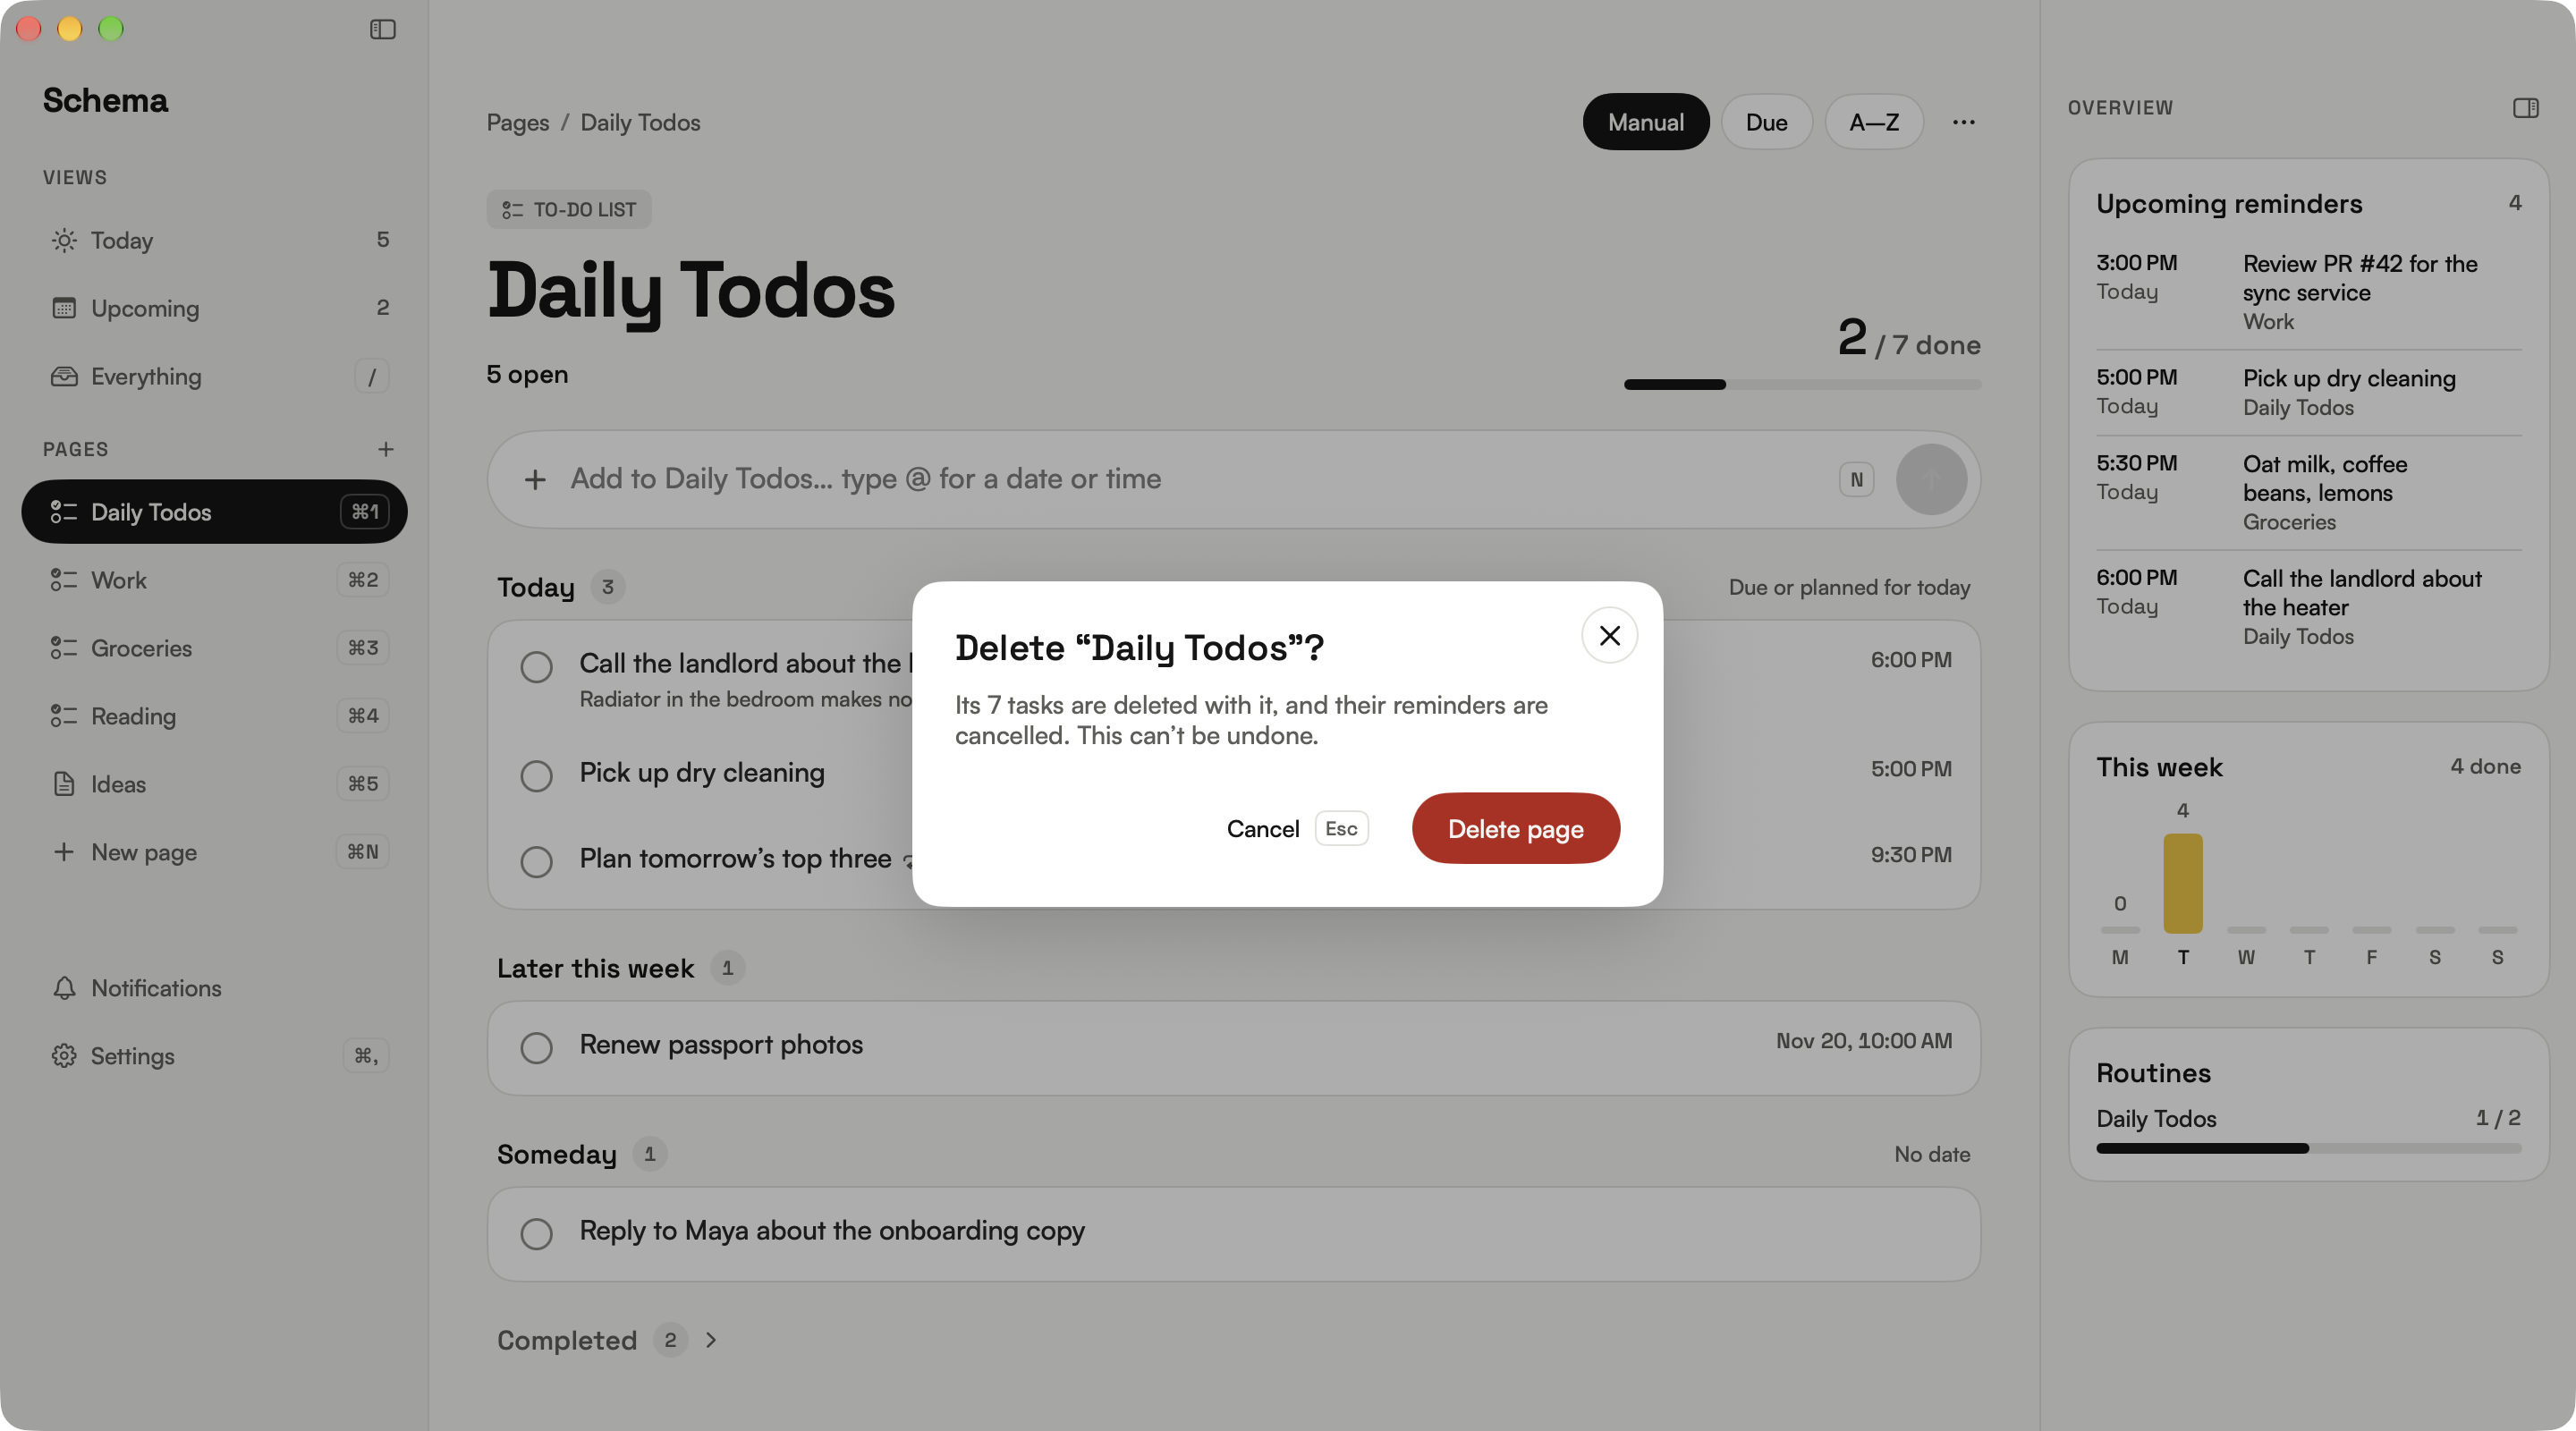 Schema
VIEWS
Today 5
Upcoming 2
Everything /
PAGES
Daily Todos ⌘1
Work ⌘2
Groceries ⌘3
Reading ⌘4
Ideas ⌘5
New page ⌘N
Notifications
Settings ⌘,
Pages / Daily Todos
Manual Due A—Z
TO-DO LIST
Daily Todos
5 open
2 / 7 done
Add to Daily Todos... type @ for a date or time N
Today 3 Due or planned for today
Call the landlord about the 6:00 PM
Radiator in the bedroom makes no
Pick up dry cleaning 5:00 PM
Plan tomorrow’s top three 9:30 PM
Delete “Daily Todos”?
Its 7 tasks are deleted with it, and their reminders are
cancelled. This can’t be undone.
Cancel Esc Delete page
Later this week 1
Renew passport photos Nov 20, 10:00 AM
Someday 1 No date
Reply to Maya about the onboarding copy
Completed 2
OVERVIEW
Upcoming reminders 4
3:00 PM Review PR #42 for the
Today sync service
Work
5:00 PM Pick up dry cleaning
Today Daily Todos
5:30 PM Oat milk, coffee
Today beans, lemons
Groceries
6:00 PM Call the landlord about
Today the heater
Daily Todos
This week 4 done
4
0
M T W T F S S
Routines
Daily Todos 1 / 2